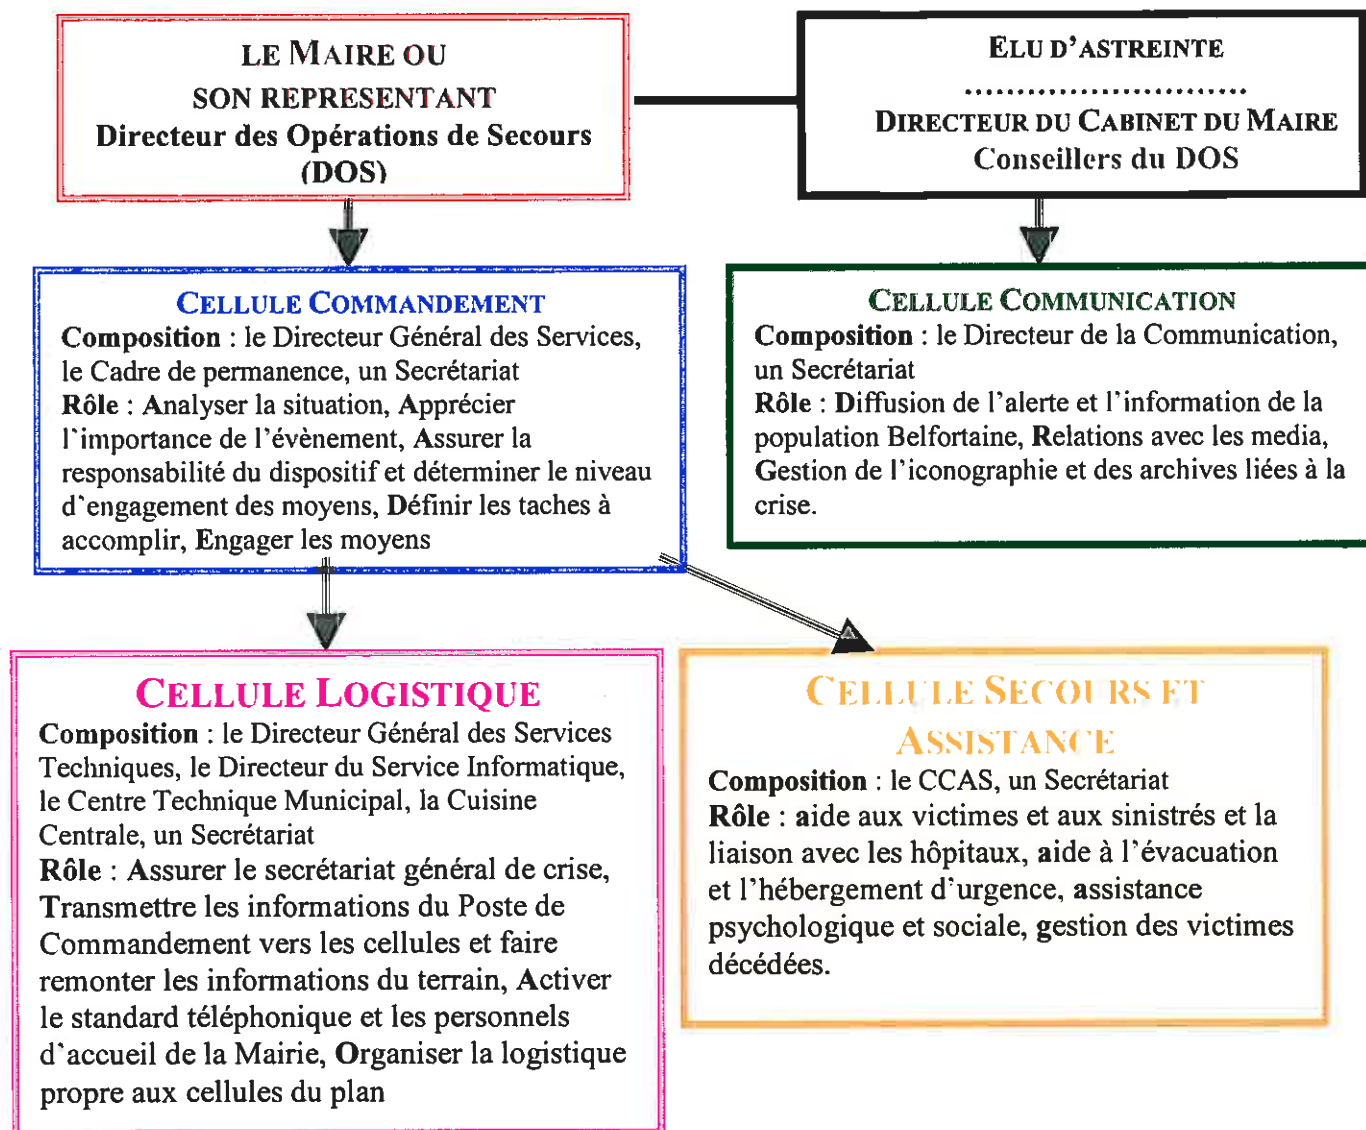 LE MAIRE OU
SON REPRESENTANT
Directeur des Opérations de Secours
(DOS)
ELU D'ASTREINTE
...........................
DIRECTEUR DU CABINET DU MAIRE
Conseillers du DOS
CELLULE COMMANDEMENT
Composition : le Directeur Général des Services,
le Cadre de permanence, un Secrétariat
Rôle : Analyser la situation, Apprécier
l'importance de l'évènement, Assurer la
responsabilité du dispositif et déterminer le niveau
d'engagement des moyens, Définir les taches à
accomplir, Engager les moyens
CELLULE COMMUNICATION
Composition : le Directeur de la Communication,
un Secrétariat
Rôle : Diffusion de l'alerte et l'information de la
population Belfortaine, Relations avec les media,
Gestion de l'iconographie et des archives liées à la
crise.
CELLULE LOGISTIQUE
Composition : le Directeur Général des Services
Techniques, le Directeur du Service Informatique,
le Centre Technique Municipal, la Cuisine
Centrale, un Secrétariat
Rôle : Assurer le secrétariat général de crise,
Transmettre les informations du Poste de
Commandement vers les cellules et faire
remonter les informations du terrain, Activer
le standard téléphonique et les personnels
d'accueil de la Mairie, Organiser la logistique
propre aux cellules du plan
CELLULE SECOURS ET
ASSISTANCE
Composition : le CCAS, un Secrétariat
Rôle : aide aux victimes et aux sinistrés et la
liaison avec les hôpitaux, aide à l'évacuation
et l'hébergement d'urgence, assistance
psychologique et sociale, gestion des victimes
décédées.